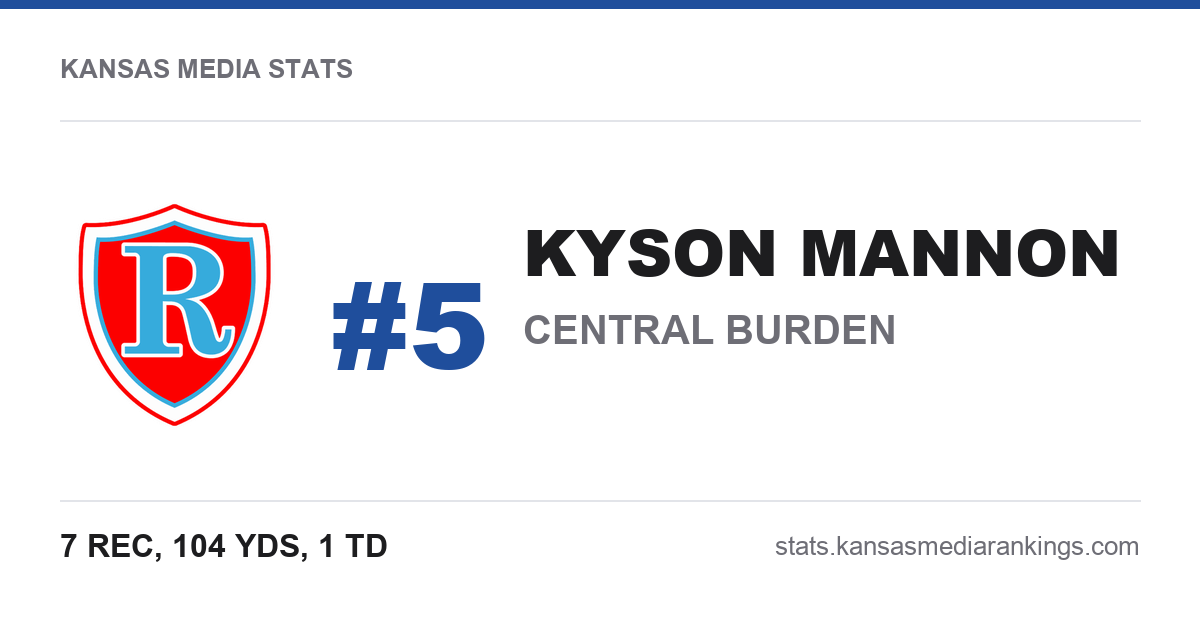 KANSAS MEDIA STATS
R
#5
KYSON MANNON
CENTRAL BURDEN
7 REC, 104 YDS, 1 TD
stats.kansasmediarankings.com